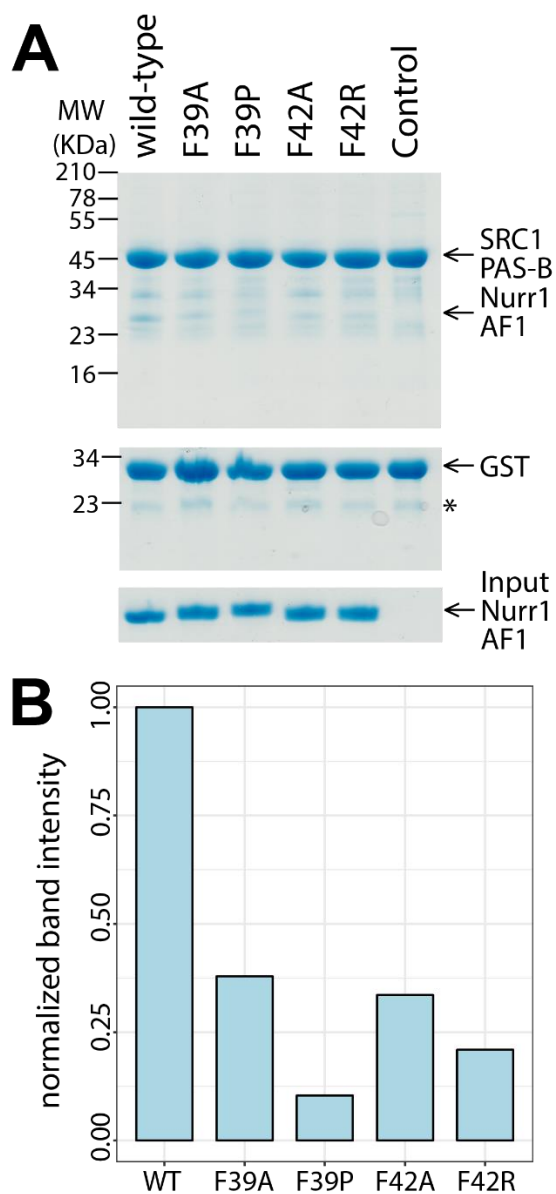 A
MW
(KDa)
wild-type
F39A
F39P
F42A
F42R
Control
210
78
55
45
34
23
16
SRC1
PAS-B
Nurr1
AF1
34
23
GST
*
Input
Nurr1
AF1
B
normalized band intensity
1.00
0.75
0.50
0.25
0.00
WT
F39A
F39P
F42A
F42R